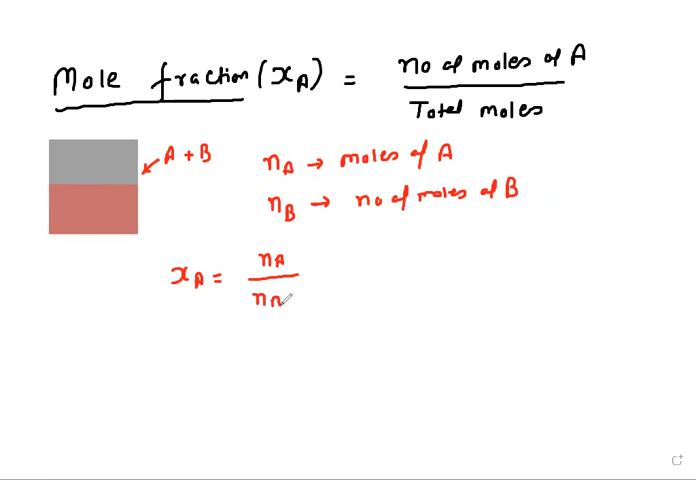 Mole fraction (xA) = no of moles of A / Total moles
A + B
nA → moles of A
nB → no of moles of B
xA = nA / nA